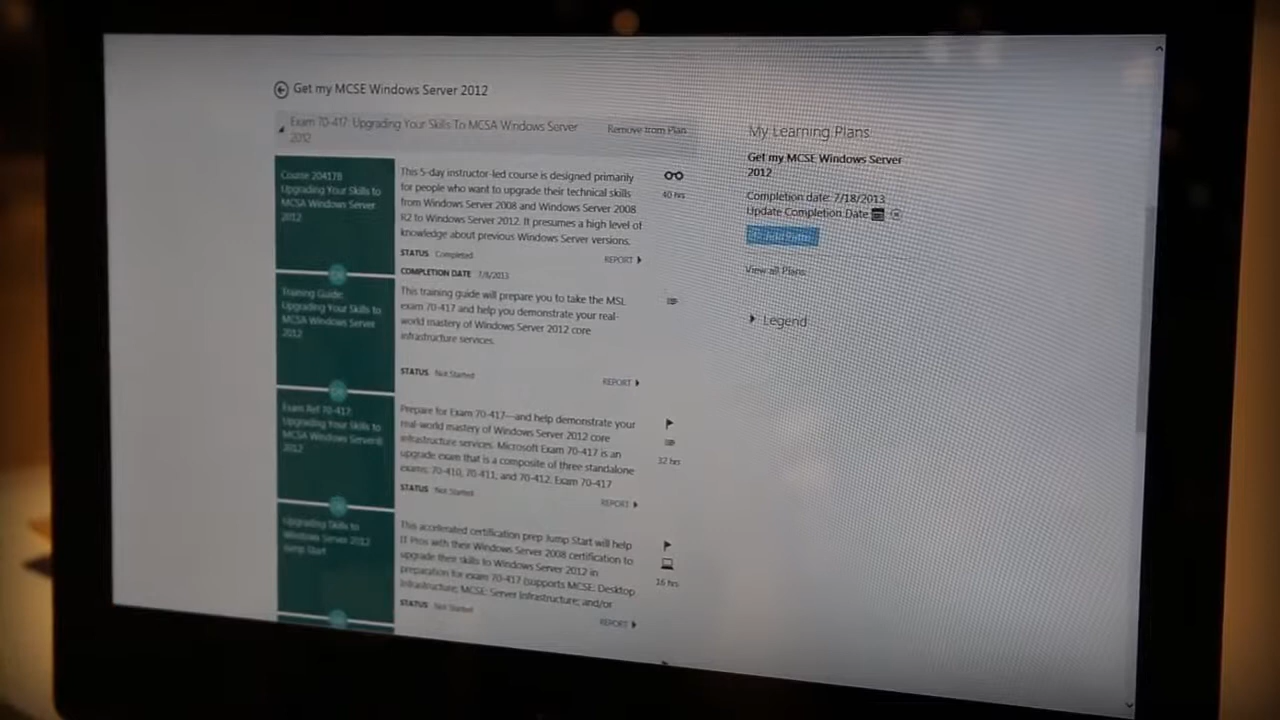 Get my MCSE Windows Server 2012
Exam 70-417: Upgrading Your Skills To MCSA Windows Server
2012
Remove from Plan
Course 20417B
Upgrading Your Skills to
MCSA Windows Server
2012
This 5-day instructor-led course is designed primarily
for people who want to upgrade their technical skills
from Windows Server 2008 and Windows Server 2008
R2 to Windows Server 2012. It presumes a high level of
knowledge about previous Windows Server versions.
40 hrs
STATUS Completed
REPORT
COMPLETION DATE 7/8/2013
Training Guide:
Upgrading Your Skills to
MCSA Windows Server
2012
This training guide will prepare you to take the MSL
exam 70-417 and help you demonstrate your real-
world mastery of Windows Server 2012 core
infrastructure services.
STATUS Not Started
REPORT
Exam Ref 70-417:
Upgrading Your Skills to
MCSA Windows Server®
2012
Prepare for Exam 70-417—and help demonstrate your
real-world mastery of Windows Server 2012 core
infrastructure services. Microsoft Exam 70-417 is an
upgrade exam that is a composite of three standalone
exams: 70-410, 70-411, and 70-412. Exam 70-417
32 hrs
STATUS Not Started
REPORT
Upgrading Skills to
Windows Server 2012
Jump Start
This accelerated certification prep Jump Start will help
IT Pros with their Windows Server 2008 certification to
upgrade their skills to Windows Server 2012 in
preparation for exam 70-417 (supports MCSE: Desktop
Infrastructure; MCSE: Server Infrastructure; and/or
16 hrs
STATUS Not Started
REPORT
My Learning Plans
Get my MCSE Windows Server
2012
Completion date: 7/18/2013
Update Completion Date
View all Plans
Legend